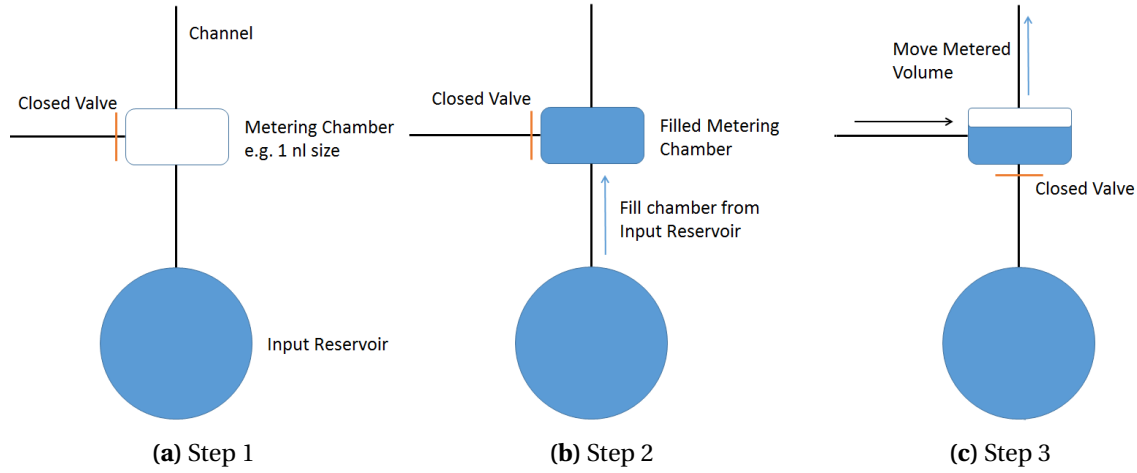 Channel
Closed Valve
Metering Chamber
e.g. 1 nl size
Input Reservoir
(a) Step 1
Closed Valve
Filled Metering
Chamber
Fill chamber from
Input Reservoir
(b) Step 2
Move Metered
Volume
Closed Valve
(c) Step 3